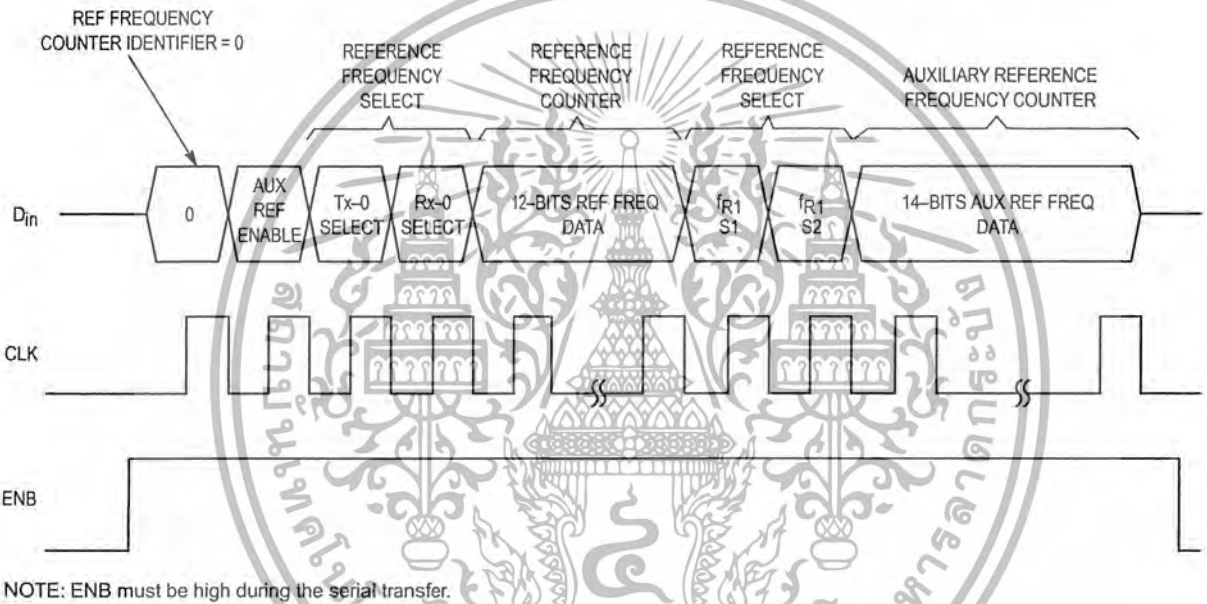 REF FREQUENCY
COUNTER IDENTIFIER = 0
REFERENCE
FREQUENCY
SELECT
REFERENCE
FREQUENCY
COUNTER
REFERENCE
FREQUENCY
SELECT
AUXILIARY REFERENCE
FREQUENCY COUNTER
Din
0
AUX
REF
ENABLE
Tx–0
SELECT
Rx–0
SELECT
12–BITS REF FREQ
DATA
fR1
S1
fR1
S2
14–BITS AUX REF FREQ
DATA
CLK
ENB
NOTE: ENB must be high during the serial transfer.